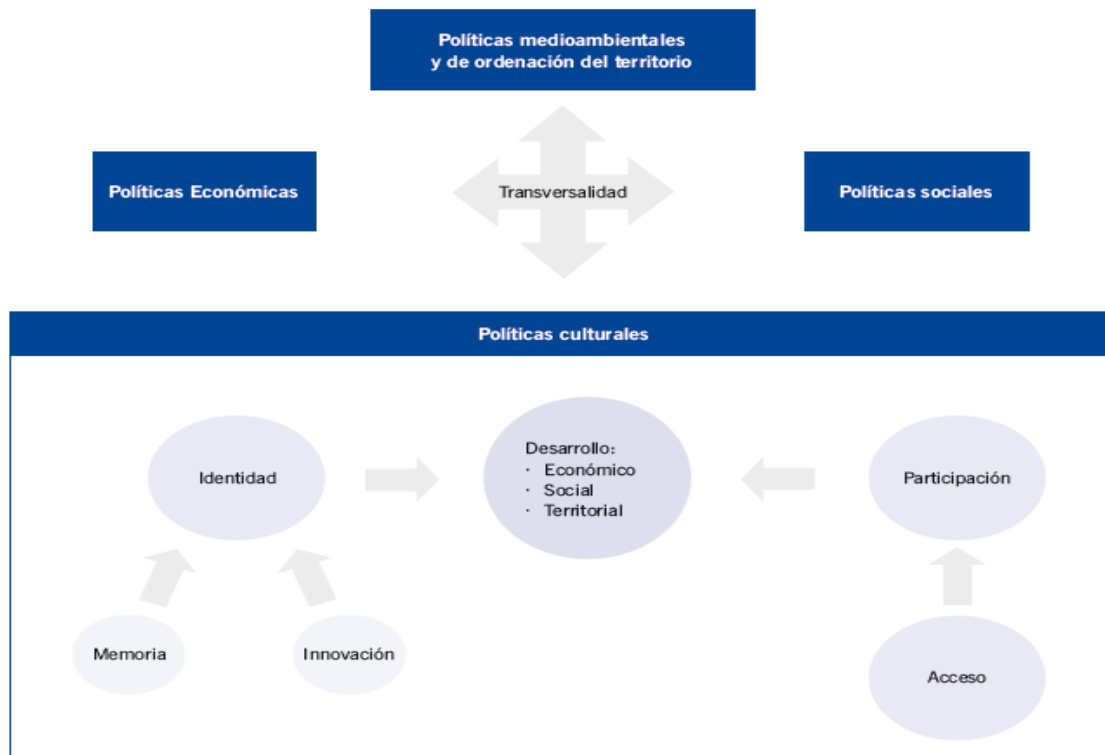 Políticas medioambientales
y de ordenación del territorio
Políticas Económicas
Transversalidad
Políticas sociales
Políticas culturales
Identidad
Desarrollo:
· Económico
· Social
· Territorial
Participación
Memoria
Innovación
Acceso